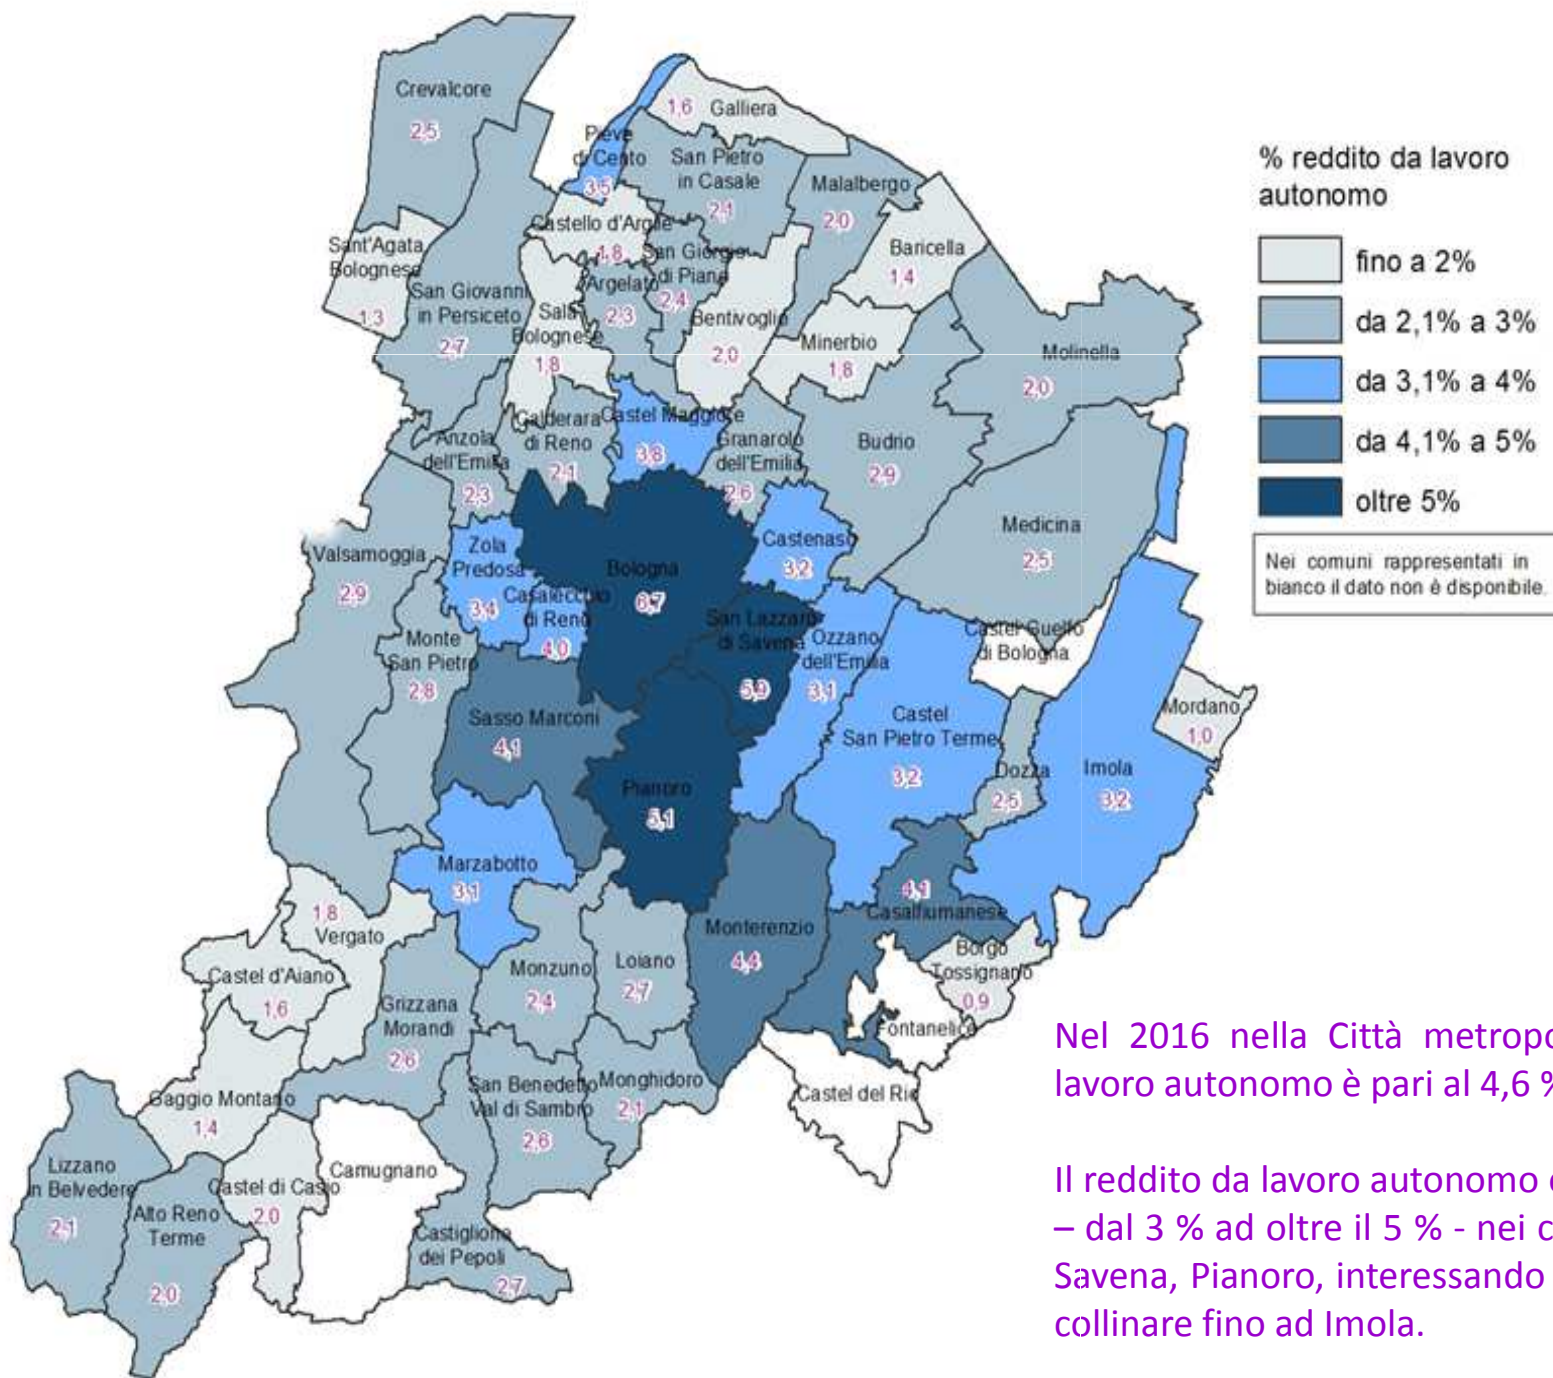 Crevalcore
2,5
1,6 Galliera
Pieve
di Cento
3,5
San Pietro
in Casale
2,1
Malalbergo
2,0
Castello d'Argile
1,8
Baricella
1,4
Sant'Agata
Bolognese
1,3
San Giovanni
in Persiceto
2,7
San Giorgio
di Piano
2,4
Argelato
2,3
Sala
Bolognese
1,8
Bentivoglio
2,0
Minerbio
1,8
Molinella
2,0
Anzola
dell'Emilia
2,3
Calderara
di Reno
2,1
Castel Maggiore
3,8
Granarolo
dell'Emilia
2,6
Budrio
2,9
Medicina
2,5
Valsamoggia
2,9
Zola
Predosa
3,4
Casalecchio
di Reno
4,0
Bologna
6,7
Castenaso
3,2
San Lazzaro
di Savena
5,9
Ozzano
dell'Emilia
3,1
Castel Guelfo
di Bologna
Monte
San Pietro
2,8
Sasso Marconi
4,1
Castel
San Pietro Terme
3,2
Mordano
1,0
Dozza
2,5
Imola
3,2
Pianoro
5,1
Marzabotto
3,1
4,1
Casalfiumanese
1,8
Vergato
Monterenzio
4,4
Borgo
Tossignano
0,9
Castel d'Aiano
1,6
Monzuno
2,4
Loiano
2,7
Grizzana
Morandi
2,6
Fontanelice
San Benedetto
Val di Sambro
2,6
Monghidoro
2,1
Castel del Rio
Gaggio Montano
1,4
Lizzano
in Belvedere
2,1
Alto Reno
Terme
2,0
Castel di Casio
2,0
Camugnano
Castiglione
dei Pepoli
2,7
% reddito da lavoro
autonomo
fino a 2%
da 2,1% a 3%
da 3,1% a 4%
da 4,1% a 5%
oltre 5%
Nei comuni rappresentati in
bianco il dato non è disponibile.
Nel 2016 nella Città metropo
lavoro autonomo è pari al 4,6 %
Il reddito da lavoro autonomo
– dal 3 % ad oltre il 5 % - nei c
Savena, Pianoro, interessando
collinare fino ad Imola.